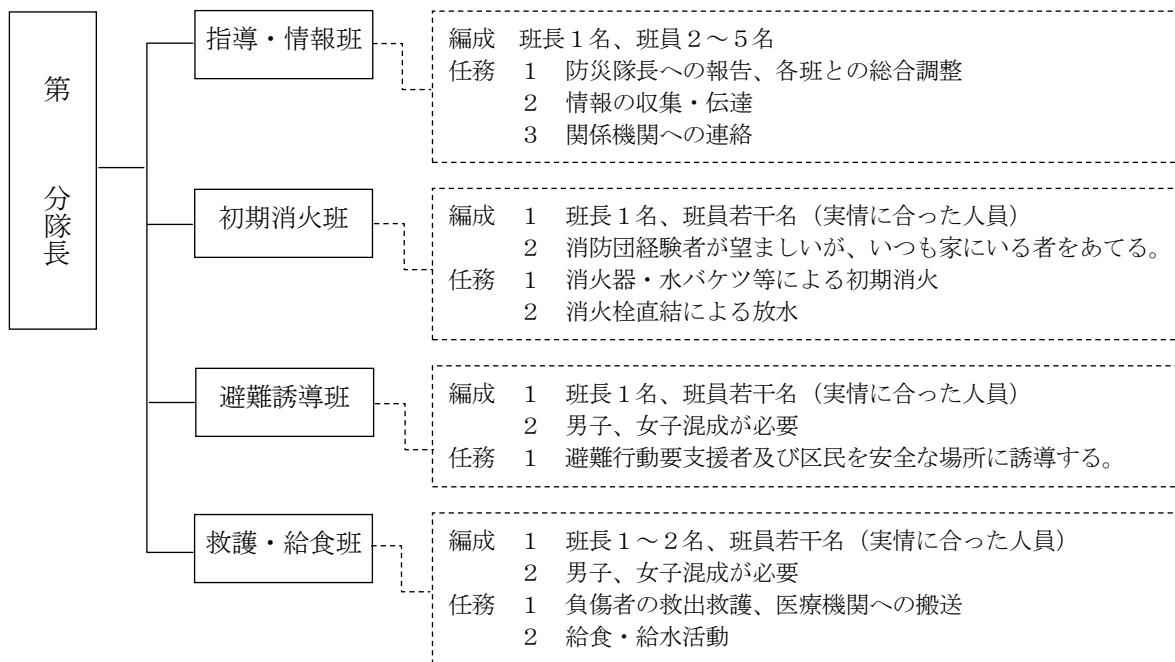 第　　分隊長
指導・情報班
編成　班長１名、班員２～５名
任務　１　防災隊長への報告、各班との総合調整
２　情報の収集・伝達
３　関係機関への連絡
初期消火班
編成　１　班長１名、班員若干名（実情に合った人員）
２　消防団経験者が望ましいが、いつも家にいる者をあてる。
任務　１　消火器・水バケツ等による初期消火
２　消火栓直結による放水
避難誘導班
編成　１　班長１名、班員若干名（実情に合った人員）
２　男子、女子混成が必要
任務　１　避難行動要支援者及び区民を安全な場所に誘導する。
救護・給食班
編成　１　班長１～２名、班員若干名（実情に合った人員）
２　男子、女子混成が必要
任務　１　負傷者の救出救護、医療機関への搬送
２　給食・給水活動